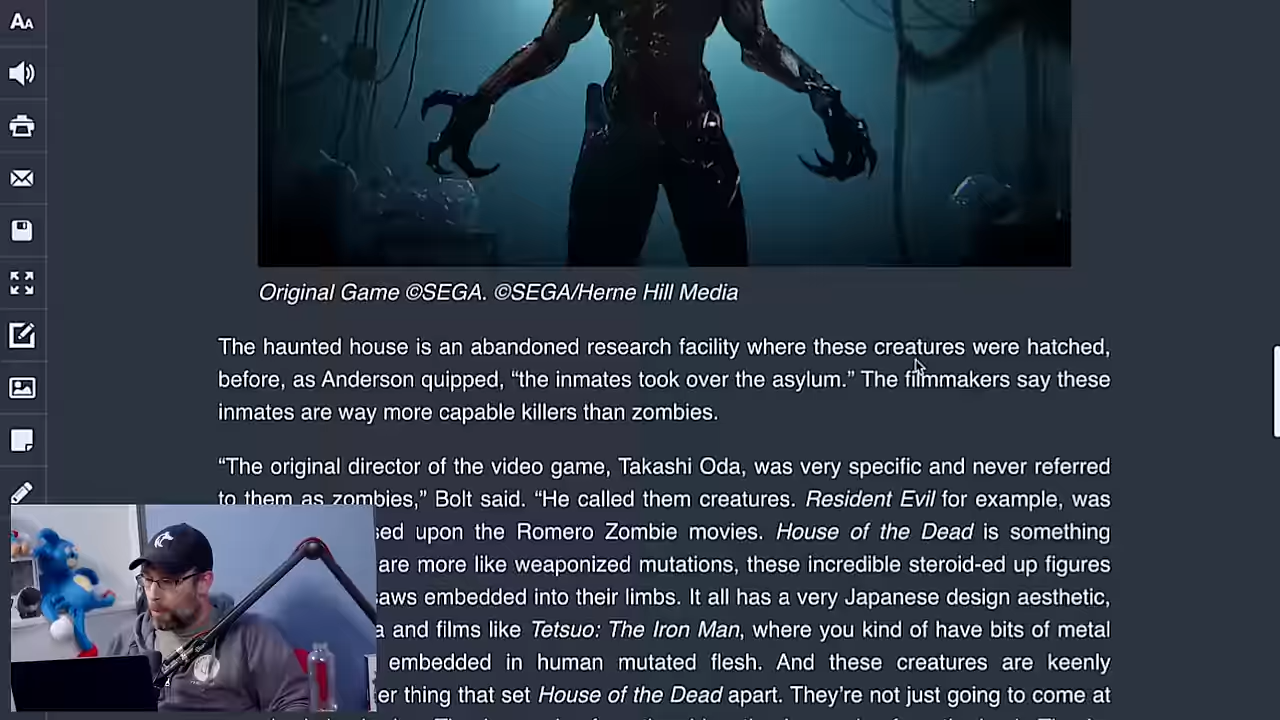 AA
Original Game ©SEGA. ©SEGA/Herne Hill Media
The haunted house is an abandoned research facility where these creatures were hatched,
before, as Anderson quipped, “the inmates took over the asylum.” The filmmakers say these
inmates are way more capable killers than zombies.
“The original director of the video game, Takashi Oda, was very specific and never referred
to them as zombies,” Bolt said. “He called them creatures. Resident Evil for example, was
sed upon the Romero Zombie movies. House of the Dead is something
are more like weaponized mutations, these incredible steroid-ed up figures
aws embedded into their limbs. It all has a very Japanese design aesthetic,
a and films like Tetsuo: The Iron Man, where you kind of have bits of metal
embedded in human mutated flesh. And these creatures are keenly
er thing that set House of the Dead apart. They’re not just going to come at